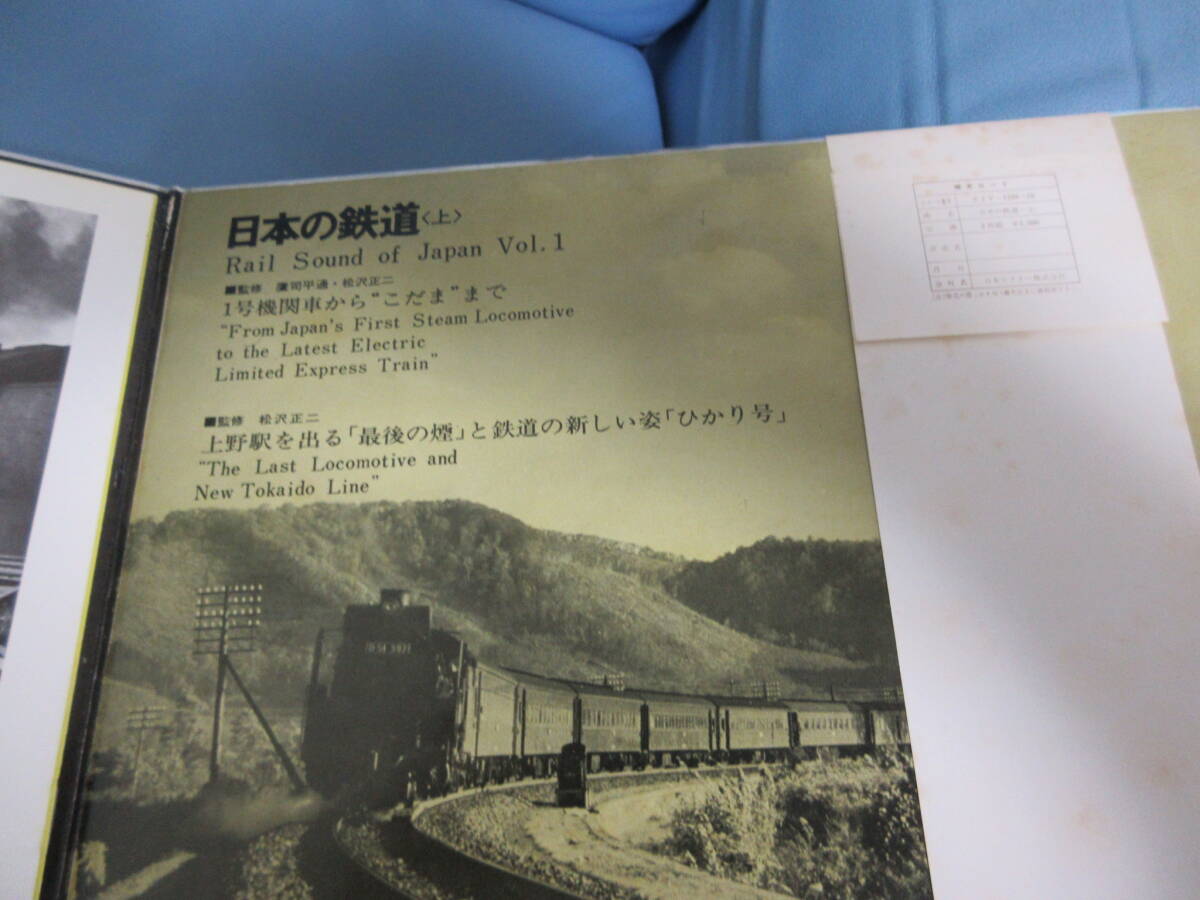 日本の鉄道〈上〉
Rail Sound of Japan Vol. 1
■監修 鷹司平通・松沢正二
1号機関車から“こだま”まで
“From Japan's First Steam Locomotive
to the Latest Electric
Limited Express Train”
■監修 松沢正二
上野駅を出る「最後の煙」と鉄道の新しい姿「ひかり号」
“The Last Locomotive and
New Tokaido Line”